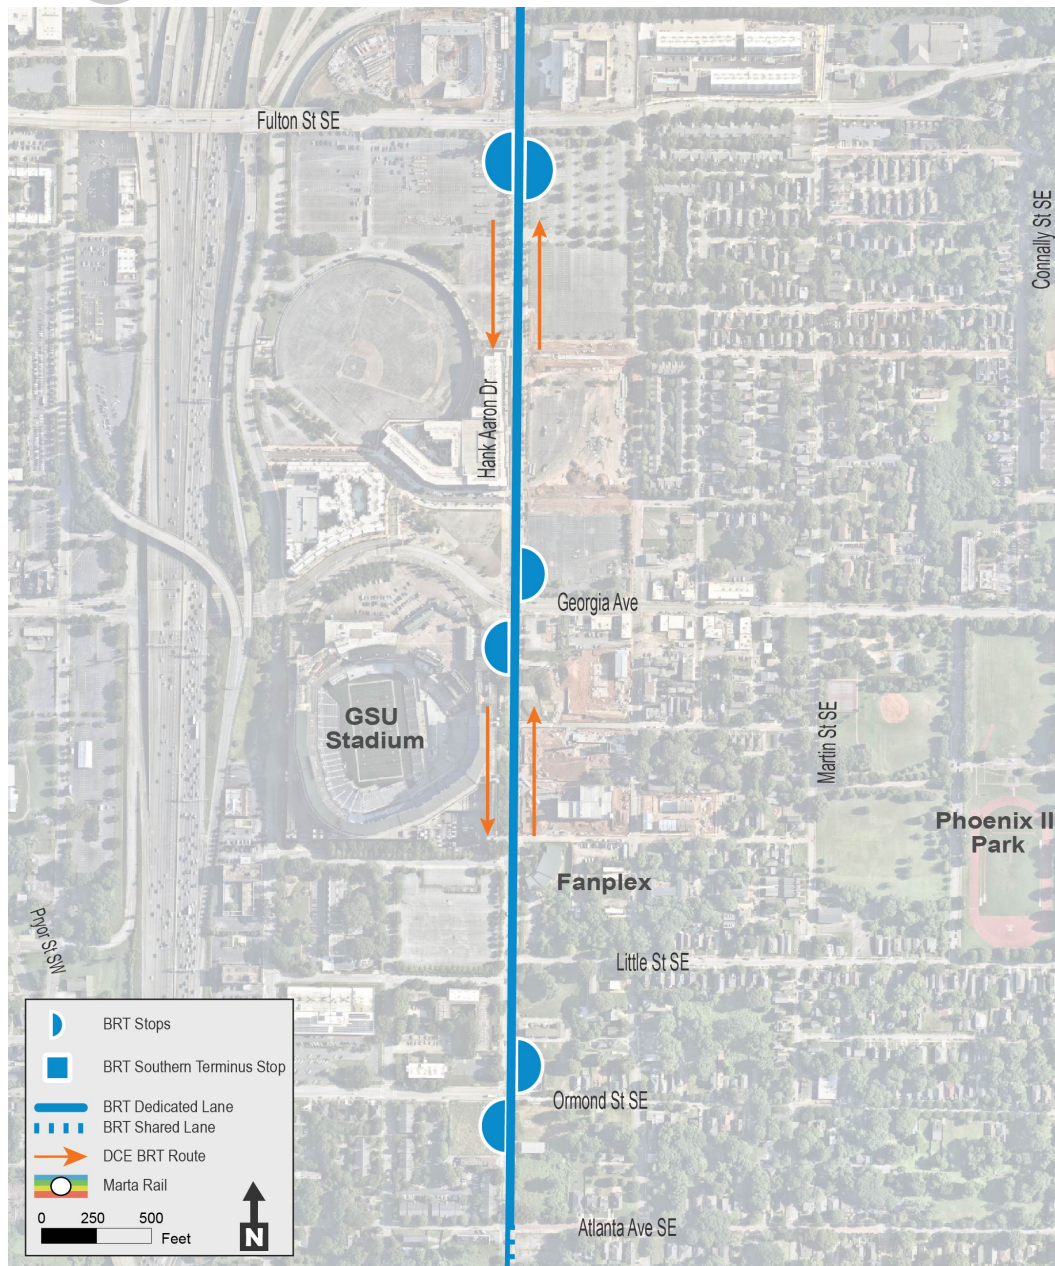 Fulton St SE
Connally St SE
Hank Aaron Dr
Georgia Ave
GSU
Stadium
Martin St SE
Phoenix II
Park
Fanplex
Pryor St SW
Little St SE
Ormond St SE
Atlanta Ave SE
BRT Stops
BRT Southern Terminus Stop
BRT Dedicated Lane
BRT Shared Lane
DCE BRT Route
Marta Rail
0 250 500
Feet
N